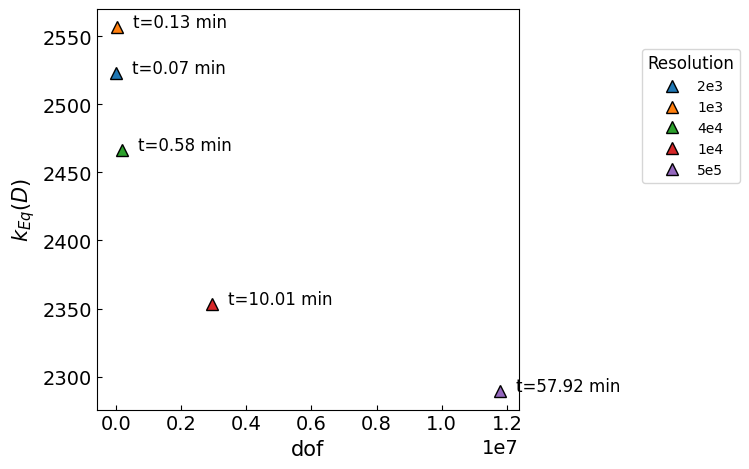 2550
2500
2450
2400
2350
2300
k_{Eq}(D)
t=0.13 min
t=0.07 min
t=0.58 min
t=10.01 min
t=57.92 min
0.0 0.2 0.4 0.6 0.8 1.0 1.2
1e7
dof
Resolution
2e3
1e3
4e4
1e4
5e5